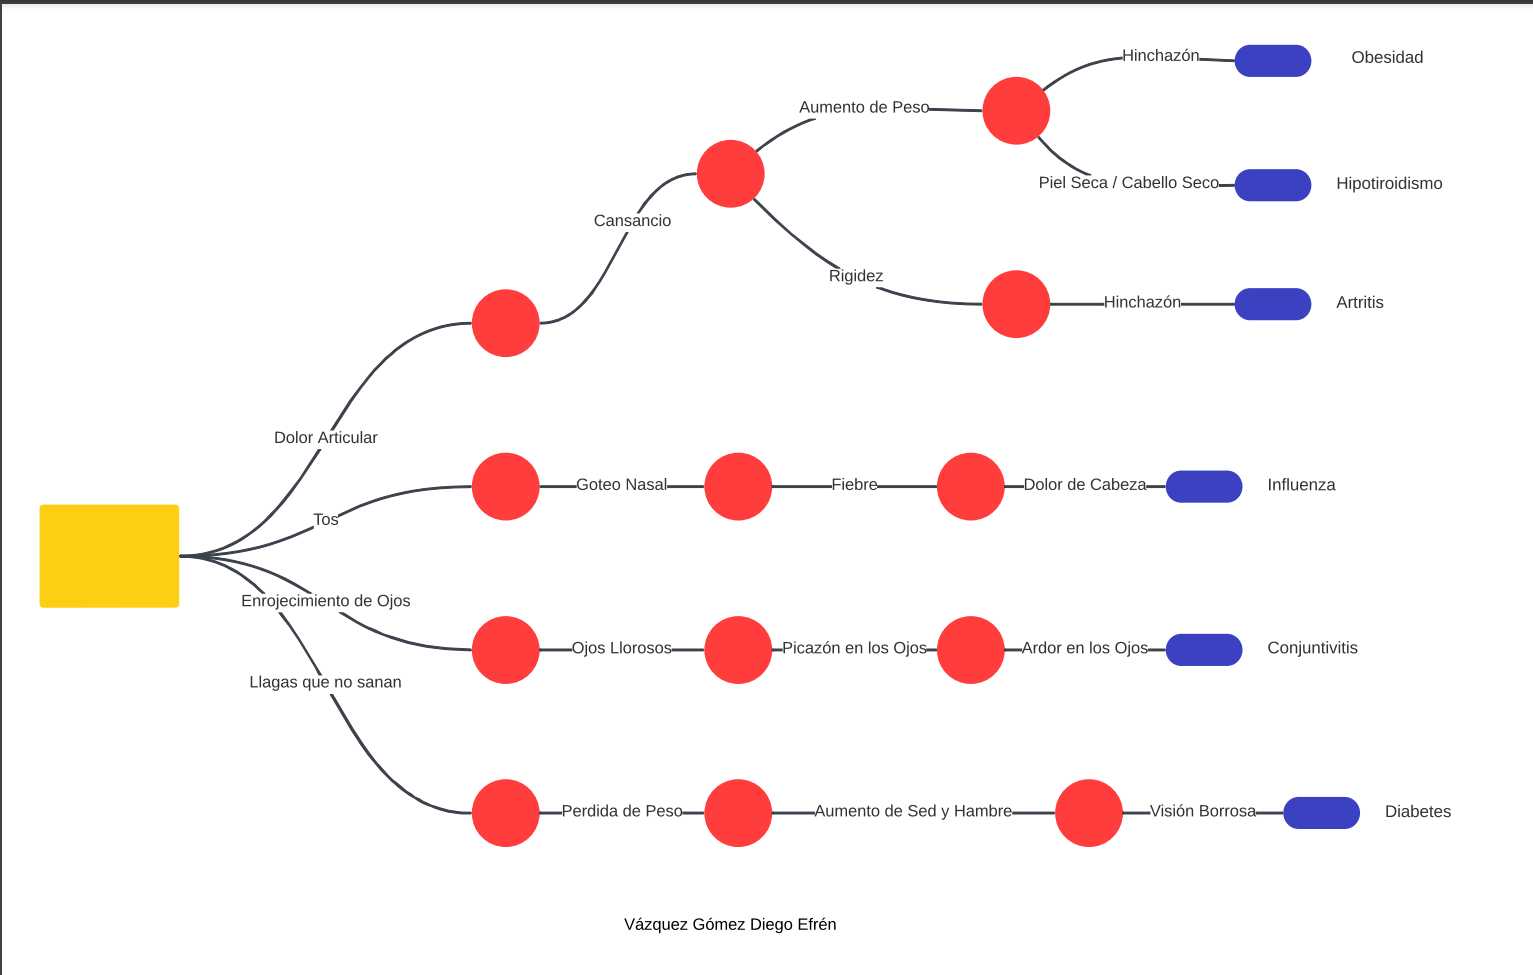 Hinchazón
Obesidad
Aumento de Peso
Piel Seca / Cabello Seco
Hipotiroidismo
Cansancio
Rigidez
Hinchazón
Artritis
Dolor Articular
Tos
Goteo Nasal
Fiebre
Dolor de Cabeza
Influenza
Enrojecimiento de Ojos
Ojos Llorosos
Picazón en los Ojos
Ardor en los Ojos
Conjuntivitis
Llagas que no sanan
Perdida de Peso
Aumento de Sed y Hambre
Visión Borrosa
Diabetes
Vázquez Gómez Diego Efrén